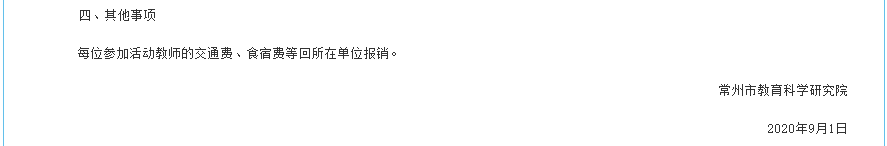 四、其他事项
每位参加活动教师的交通费、食宿费等回所在单位报销。
常州市教育科学研究院
2020年9月1日